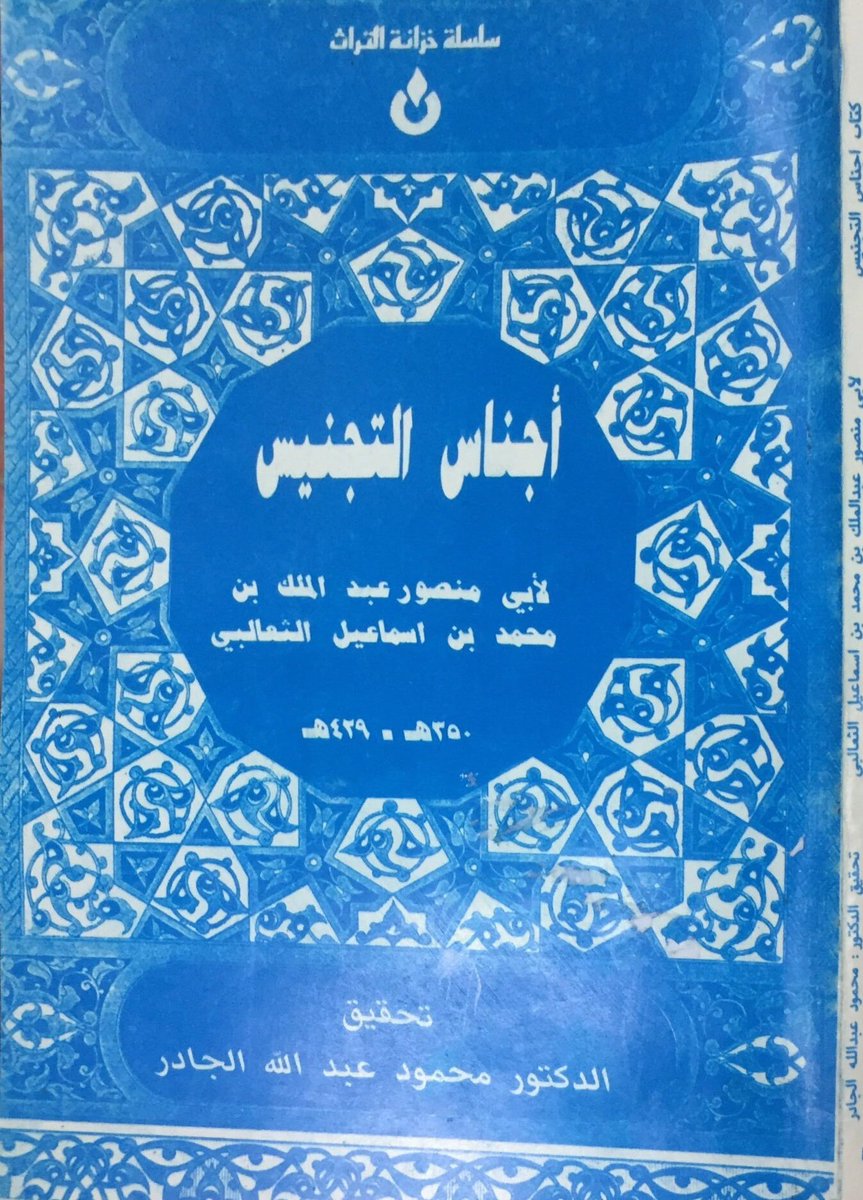 سلسلة خزانة التراث
أجناس التجنيس
لأبي منصور عبد الملك بن
محمد بن اسماعيل الثعالبي
٣٥٠هـ - ٤٢٩هـ
تحقيق
الدكتور محمود عبد الله الجادر
كتاب اجناس التجنيس لأبي منصور عبدالملك بن محمد بن اسماعيل الثعالبي تحقيق الدكتور: محمود عبدالله الجادر